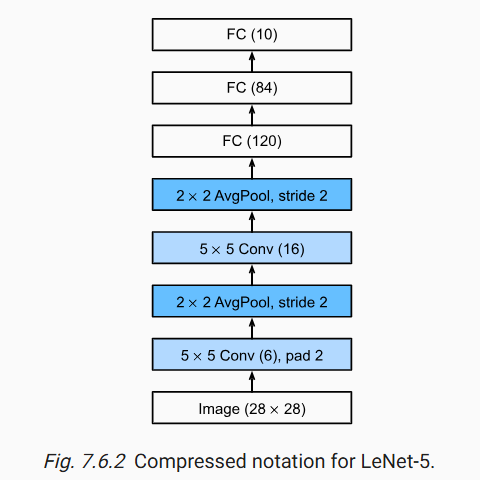 FC (10)
FC (84)
FC (120)
2 × 2 AvgPool, stride 2
5 × 5 Conv (16)
2 × 2 AvgPool, stride 2
5 × 5 Conv (6), pad 2
Image (28 × 28)
Fig. 7.6.2 Compressed notation for LeNet-5.